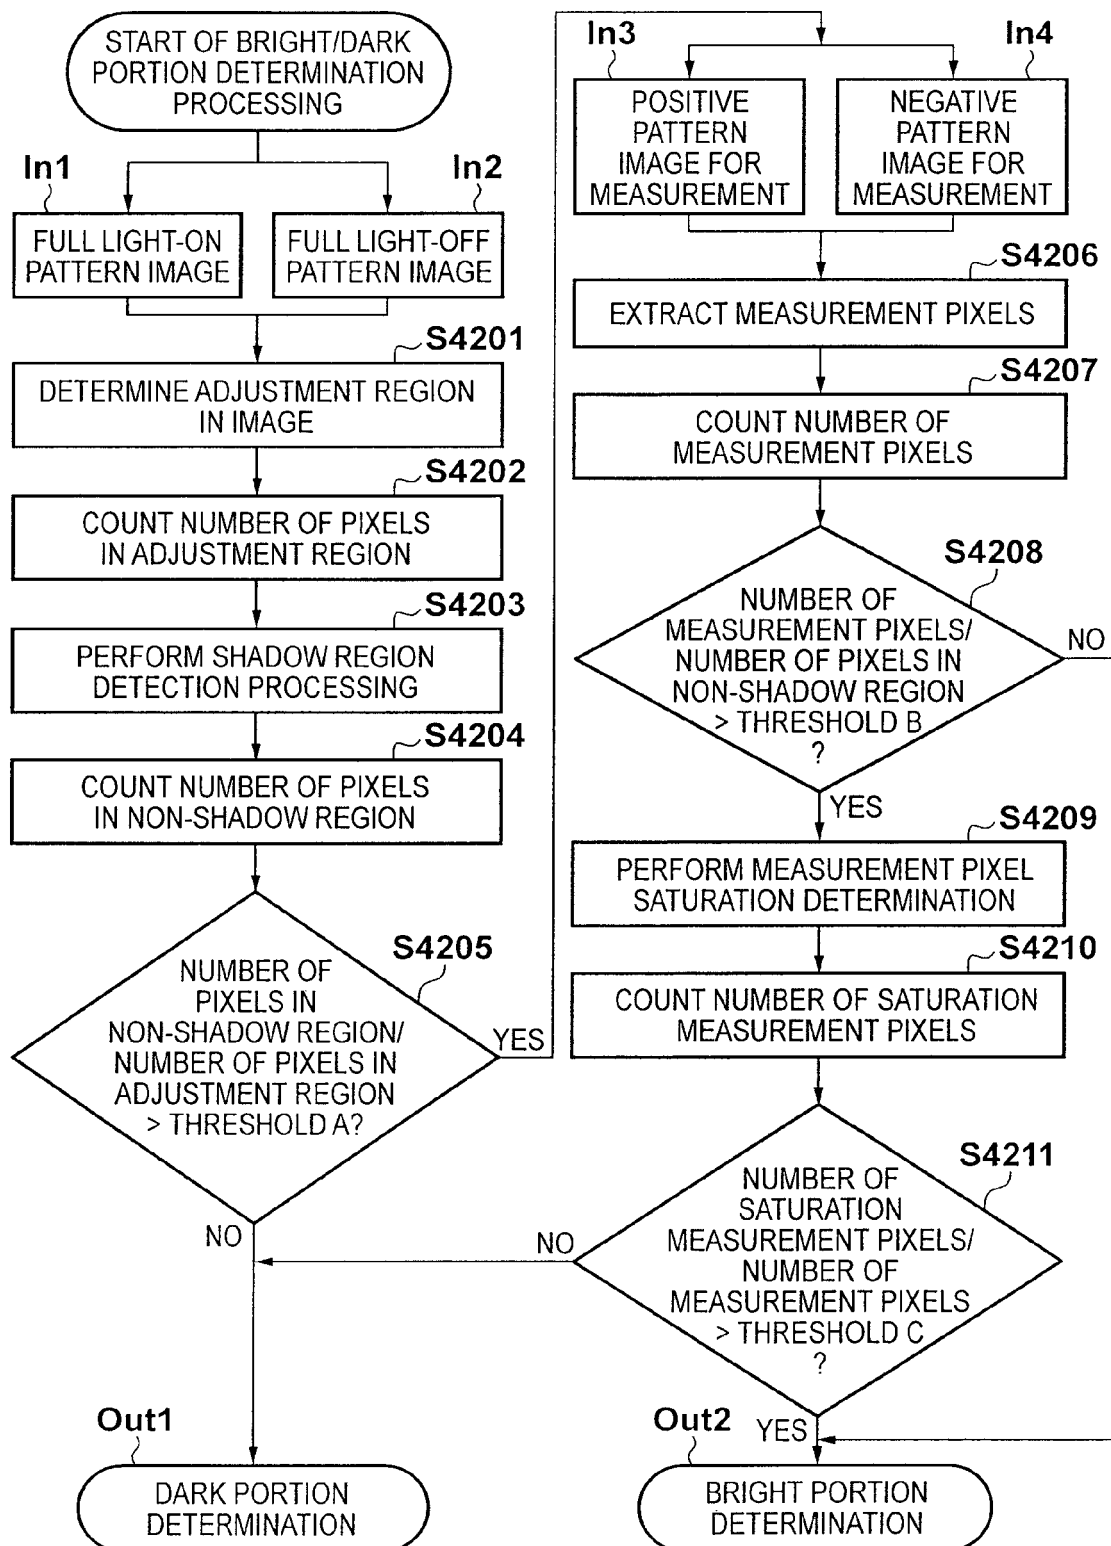 START OF BRIGHT/DARK
PORTION DETERMINATION
PROCESSING
In1
In2
FULL LIGHT-ON
PATTERN IMAGE
FULL LIGHT-OFF
PATTERN IMAGE
S4201
DETERMINE ADJUSTMENT REGION
IN IMAGE
S4202
COUNT NUMBER OF PIXELS
IN ADJUSTMENT REGION
S4203
PERFORM SHADOW REGION
DETECTION PROCESSING
S4204
COUNT NUMBER OF PIXELS
IN NON-SHADOW REGION
S4205
NUMBER OF
PIXELS IN
NON-SHADOW REGION/
NUMBER OF PIXELS IN
ADJUSTMENT REGION
> THRESHOLD A?
YES
NO
In3
In4
POSITIVE
PATTERN
IMAGE FOR
MEASUREMENT
NEGATIVE
PATTERN
IMAGE FOR
MEASUREMENT
S4206
EXTRACT MEASUREMENT PIXELS
S4207
COUNT NUMBER OF
MEASUREMENT PIXELS
S4208
NUMBER OF
MEASUREMENT PIXELS/
NUMBER OF PIXELS IN
NON-SHADOW REGION
> THRESHOLD B
?
NO
YES
S4209
PERFORM MEASUREMENT PIXEL
SATURATION DETERMINATION
S4210
COUNT NUMBER OF SATURATION
MEASUREMENT PIXELS
S4211
NUMBER OF
SATURATION
MEASUREMENT PIXELS/
NUMBER OF
MEASUREMENT PIXELS
> THRESHOLD C
?
NO
YES
Out1
DARK PORTION
DETERMINATION
Out2
BRIGHT PORTION
DETERMINATION